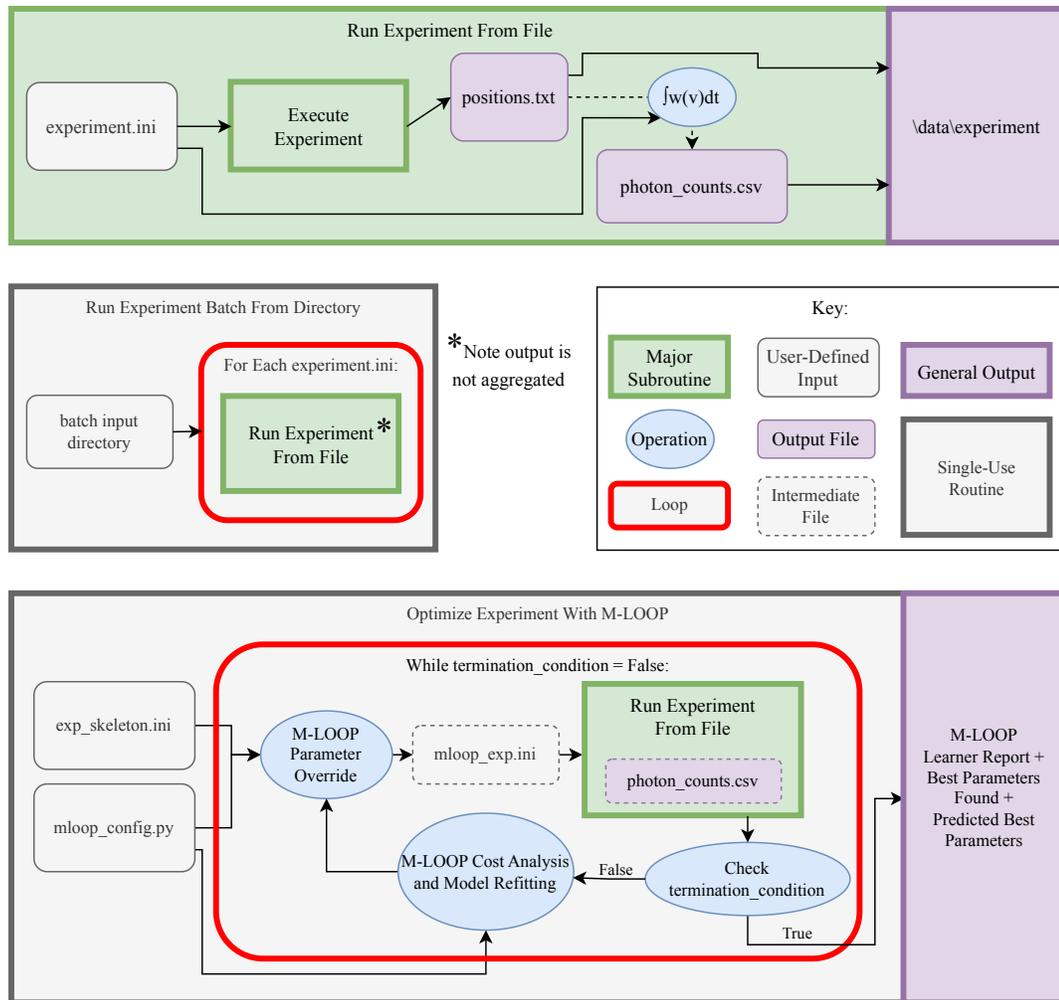 Run Experiment From File
experiment.ini
Execute
Experiment
positions.txt
∫w(v)dt
photon_counts.csv
\data\experiment
Run Experiment Batch From Directory
For Each experiment.ini:
batch input
directory
Run Experiment*
From File
*Note output is
not aggregated
Key:
Major
Subroutine
User-Defined
Input
General Output
Operation
Output File
Single-Use
Routine
Loop
Intermediate
File
Optimize Experiment With M-LOOP
While termination_condition = False:
exp_skeleton.ini
mloop_config.py
M-LOOP
Parameter
Override
mloop_exp.ini
Run Experiment
From File
photon_counts.csv
M-LOOP Cost Analysis
and Model Refitting
False
Check
termination_condition
True
M-LOOP
Learner Report +
Best Parameters
Found +
Predicted Best
Parameters